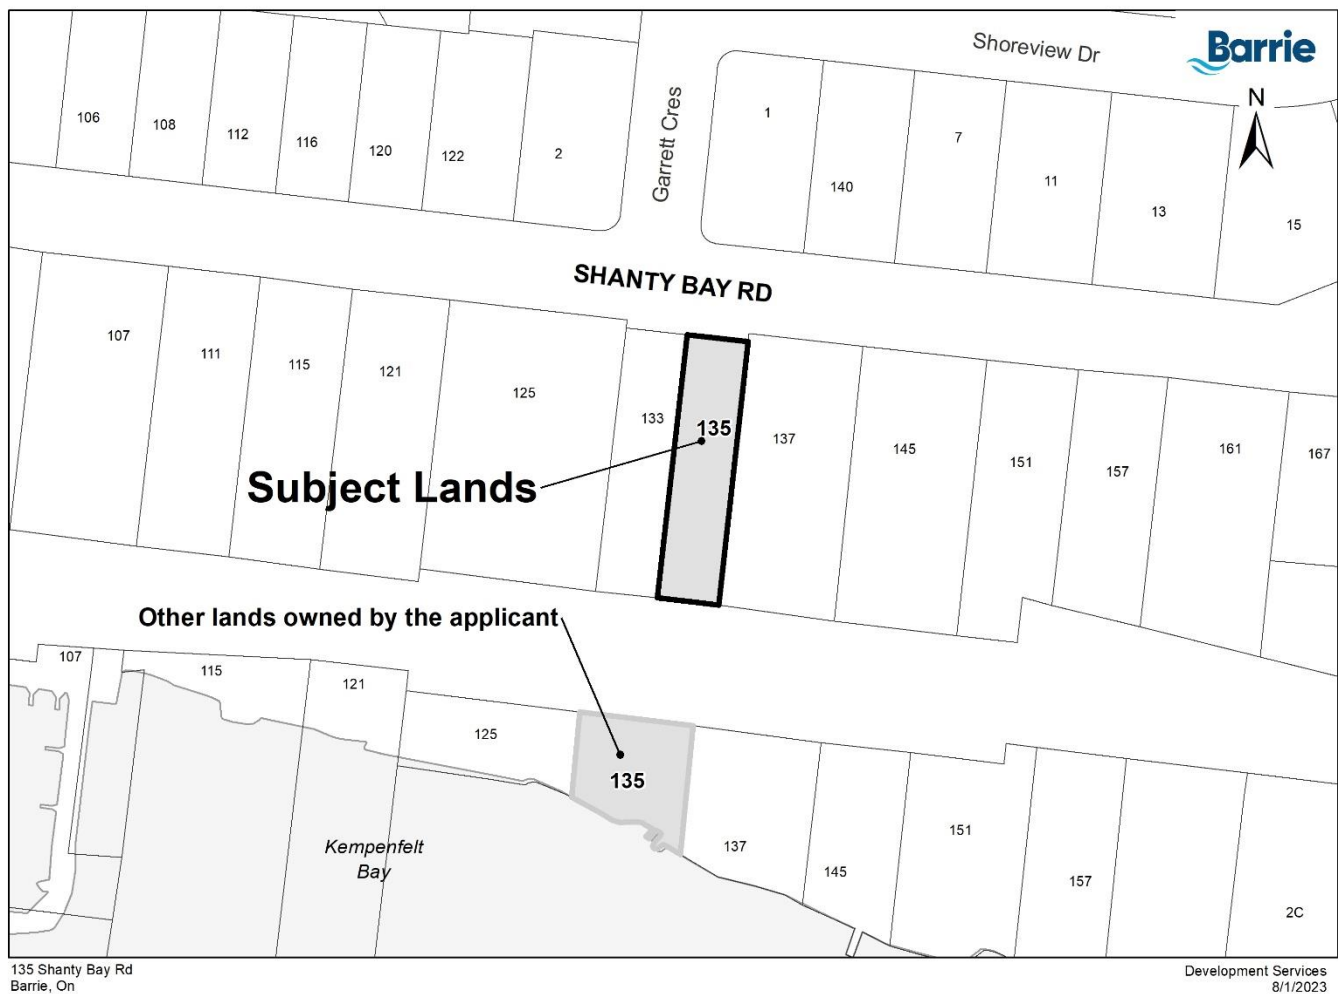 Shoreview Dr
Barrie
N
106
108
112
116
120
122
2
Garrett Cres
1
140
7
11
13
15
SHANTY BAY RD
107
111
115
121
125
133
135
137
145
151
157
161
167
Subject Lands
Other lands owned by the applicant
107
115
121
125
135
137
145
151
157
2C
Kempenfelt
Bay
135 Shanty Bay Rd
Barrie, On
Development Services
8/1/2023